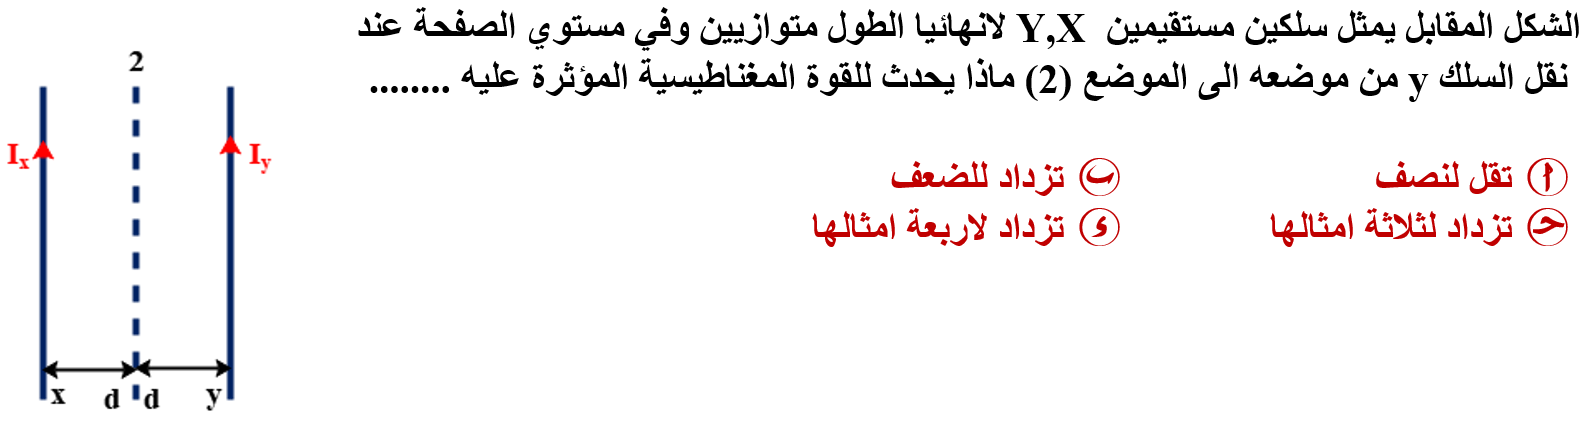 الشكل المقابل يمثل سلكين مستقيمين Y,X لانهائيا الطول متوازيين وفي مستوي الصفحة عند
نقل السلك y من موضعه الى الموضع (2) ماذا يحدث للقوة المغناطيسية المؤثرة عليه ........
أ تقل لنصف
ب تزداد للضعف
ج تزداد لثلاثة امثالها
د تزداد لاربعة امثالها
2
Ix
Iy
x d d y